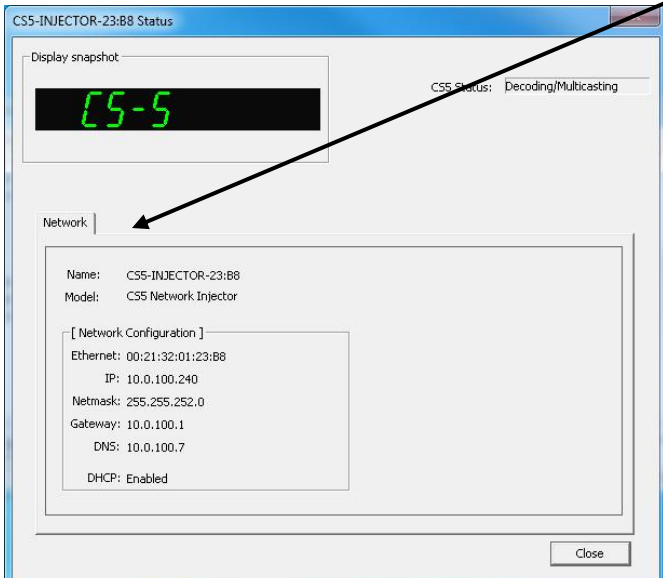 CS5-INJECTOR-23:B8 Status
Display snapshot
CS-5
CS5 Status: Decoding/Multicasting
Network
Name: CS5-INJECTOR-23:B8
Model: CS5 Network Injector
[ Network Configuration ]
Ethernet: 00:21:32:01:23:B8
IP: 10.0.100.240
Netmask: 255.255.252.0
Gateway: 10.0.100.1
DNS: 10.0.100.7
DHCP: Enabled
Close